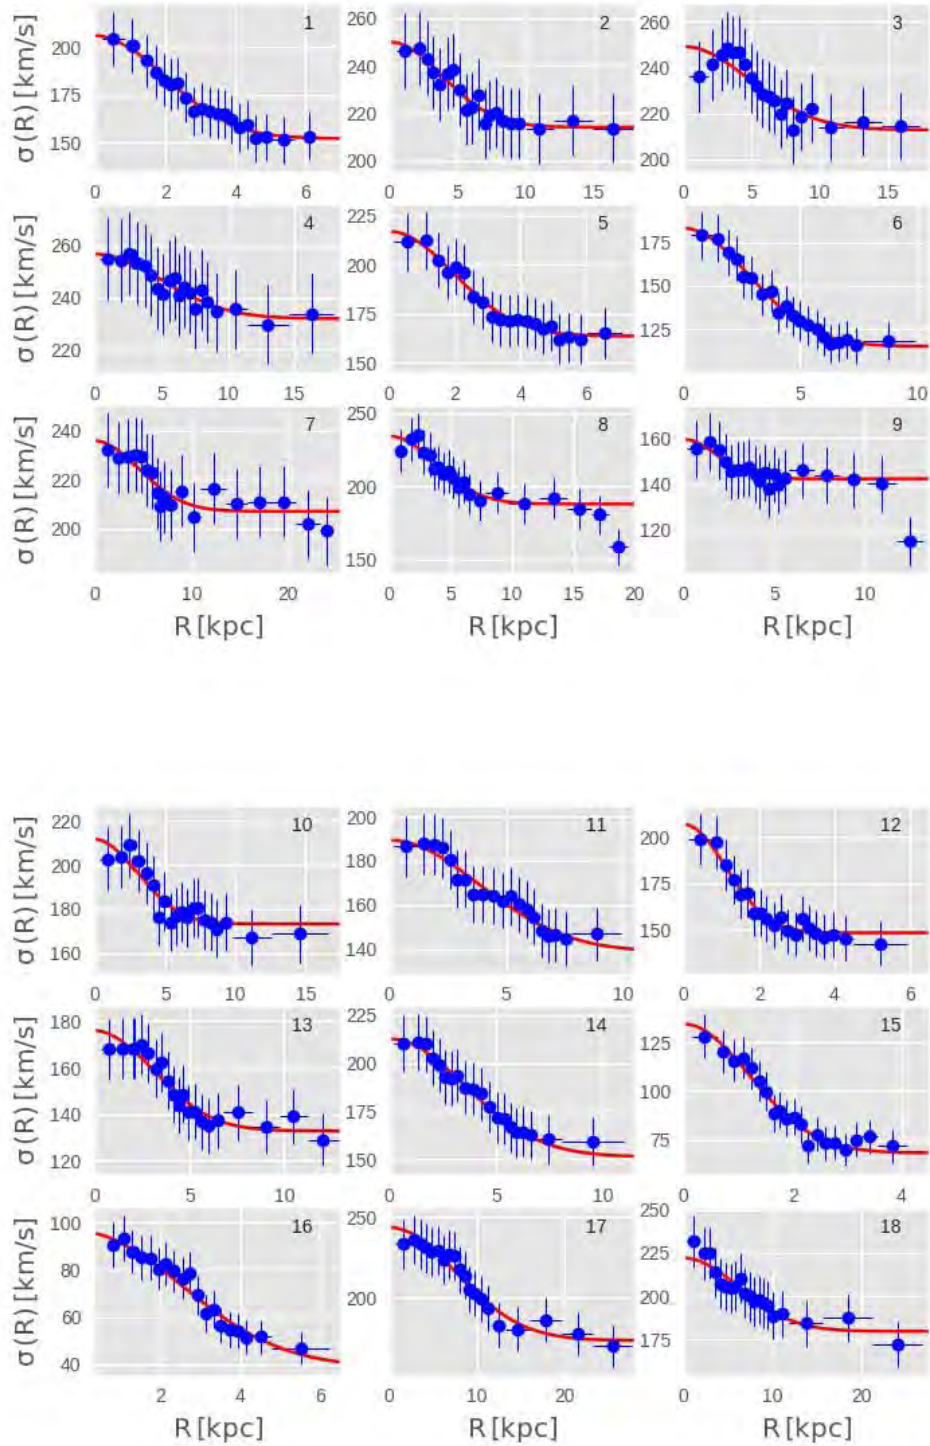 1 2 3
σ(R) [km/s] 200 175 150 260 240 220 200 260 240 220 200
0 2 4 6 0 5 10 15 0 5 10 15
4 5 6
σ(R) [km/s] 260 240 220 225 200 175 150 175 150 125
0 5 10 15 0 2 4 6 0 5 10
7 8 9
σ(R) [km/s] 240 220 200 250 200 150 160 140 120
0 10 20 0 5 10 15 20 0 5 10
R [kpc] R [kpc] R [kpc]
10 11 12
σ(R) [km/s] 220 200 180 160 200 180 160 140 200 175 150
0 5 10 15 0 5 10 0 2 4 6
13 14 15
σ(R) [km/s] 180 160 140 120 225 200 175 150 125 100 75
0 5 10 0 5 10 0 2 4
16 17 18
σ(R) [km/s] 100 80 60 40 250 200 250 225 200 175
2 4 6 0 10 20 0 10 20
R [kpc] R [kpc] R [kpc]